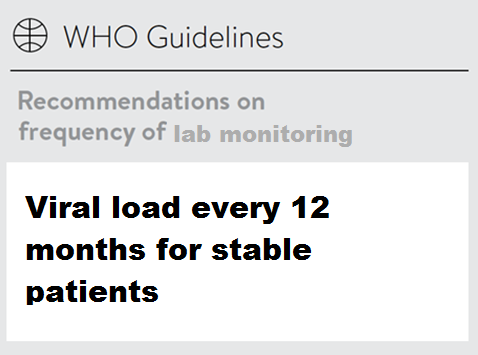 WHO Guidelines
Recommendations on
frequency of lab monitoring
Viral load every 12
months for stable
patients